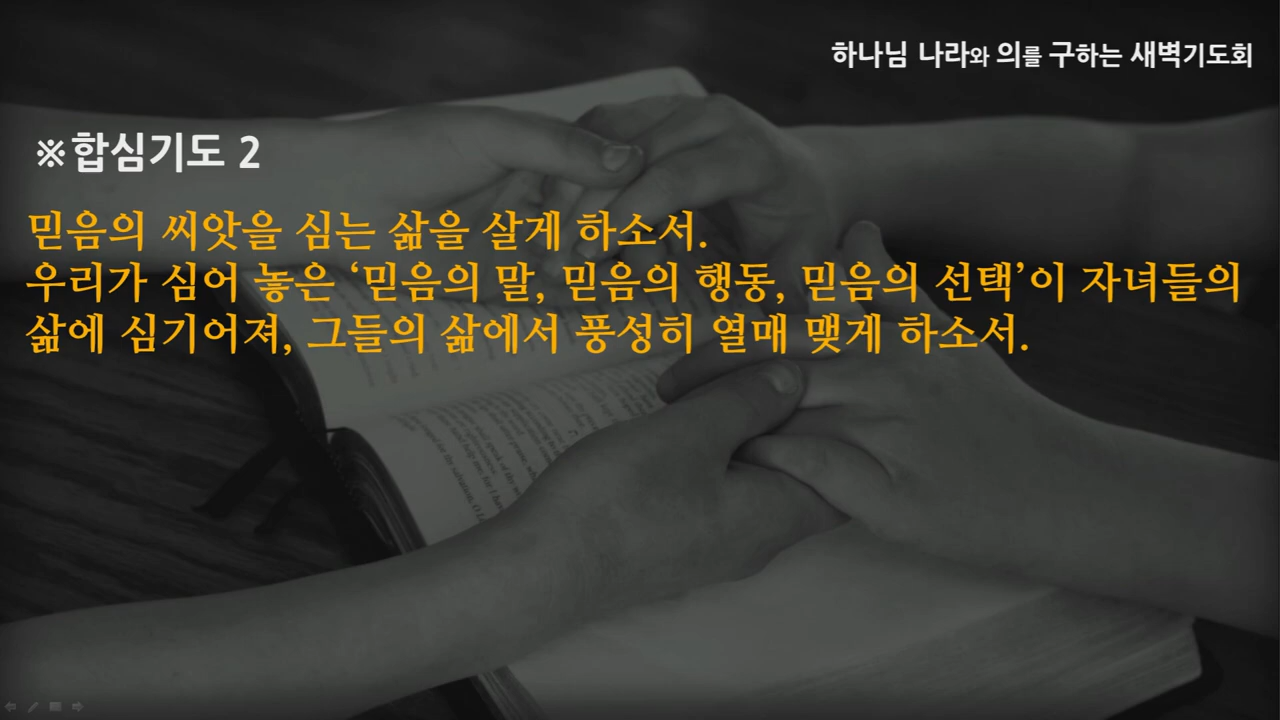 하나님 나라와 의를 구하는 새벽기도회
※합심기도 2
믿음의 씨앗을 심는 삶을 살게 하소서.
우리가 심어 놓은 ‘믿음의 말, 믿음의 행동, 믿음의 선택’이 자녀들의
삶에 심기어져, 그들의 삶에서 풍성히 열매 맺게 하소서.